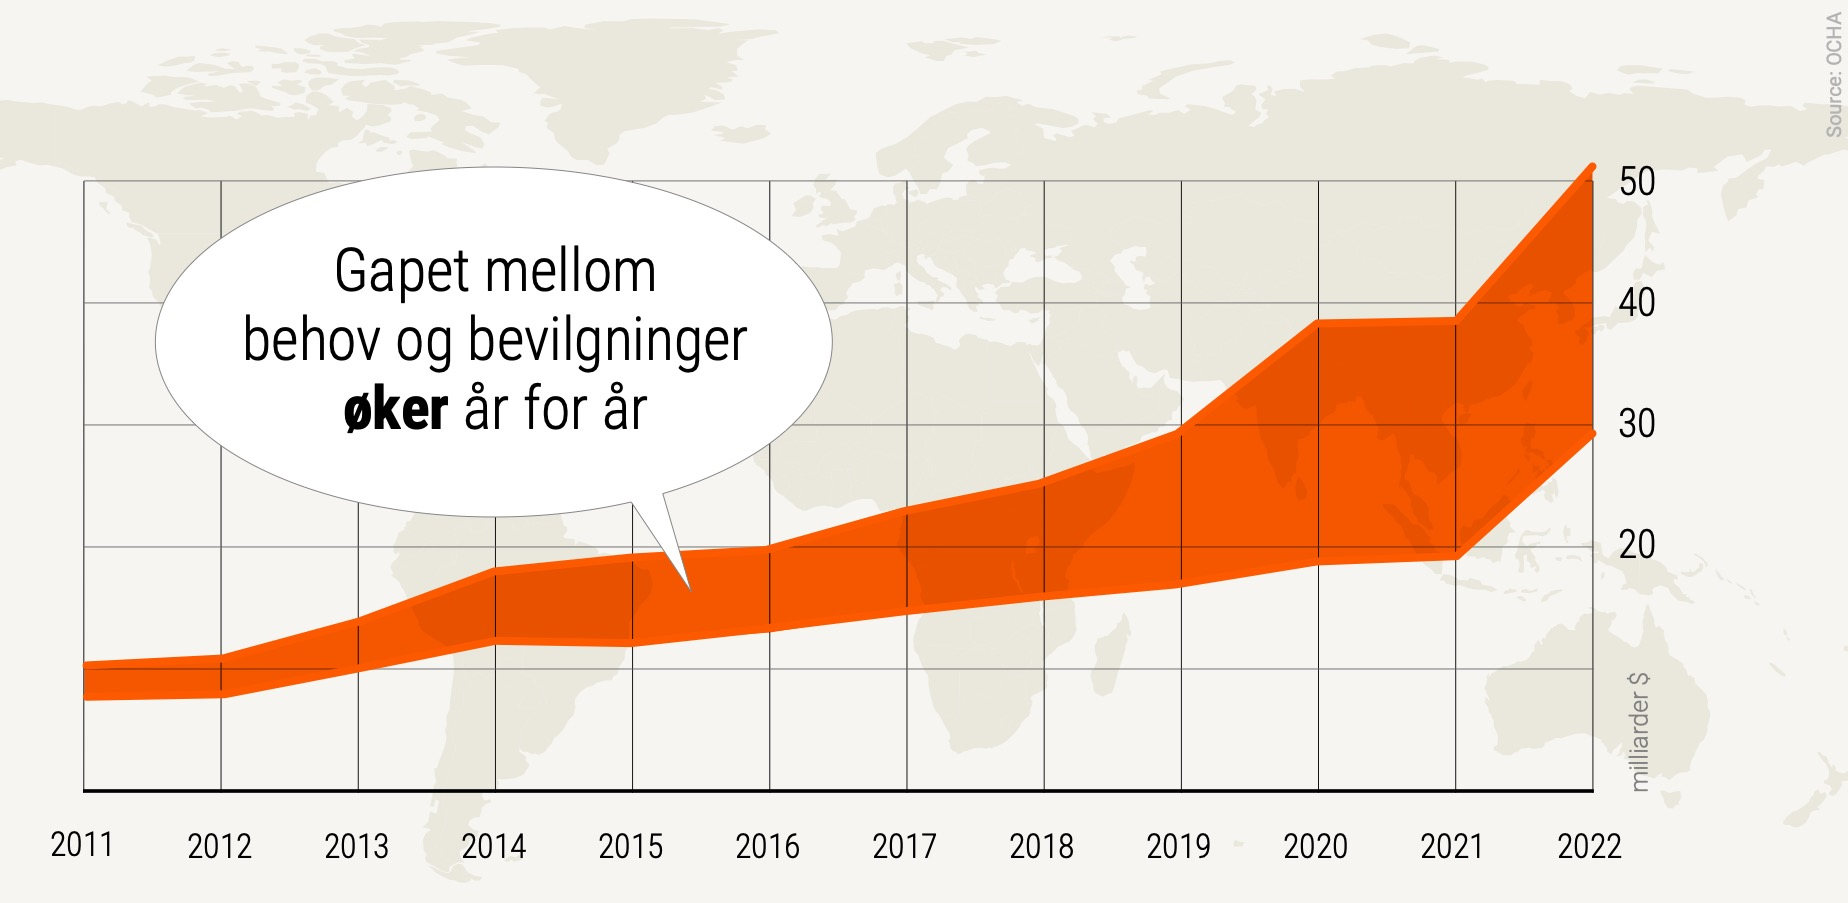 Source: OCHA
Gapet mellom
behov og bevilgninger
øker år for år
50
40
30
20
milliarder $
2011 2012 2013 2014 2015 2016 2017 2018 2019 2020 2021 2022